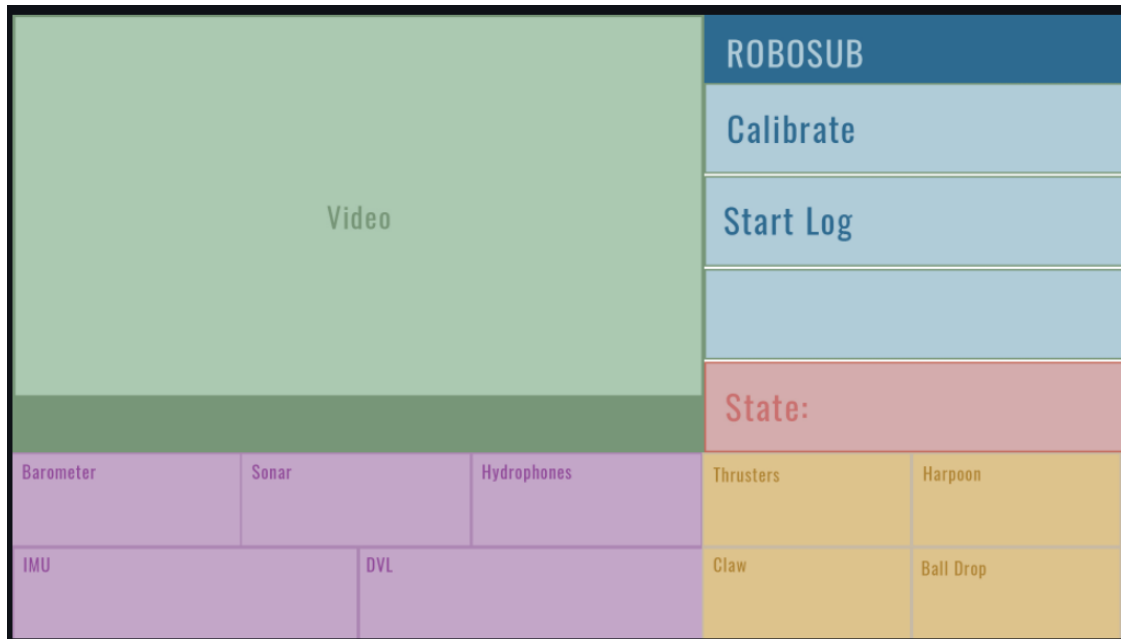 Video
ROBOSUB
Calibrate
Start Log
State:
Barometer
Sonar
Hydrophones
IMU
DVL
Thrusters
Harpoon
Claw
Ball Drop